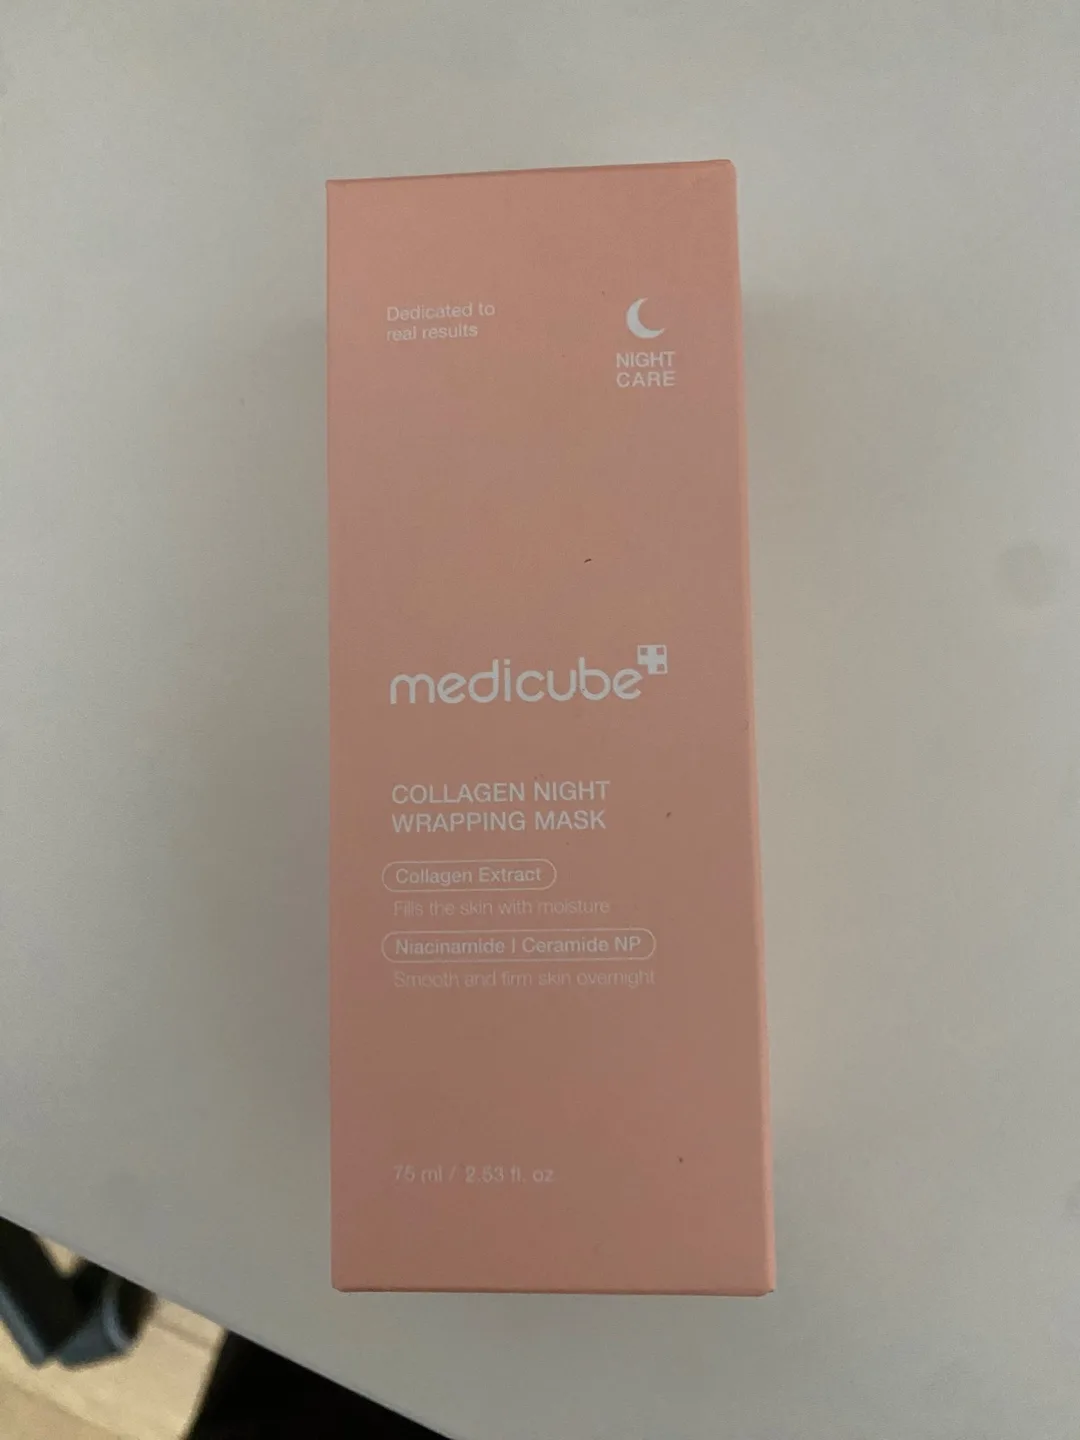 Dedicated to
real results
NIGHT
CARE
medicube
COLLAGEN NIGHT
WRAPPING MASK
Collagen Extract
Fills the skin with moisture
Niacinamide | Ceramide NP
Smooth and firm skin overnight
75 ml / 2.53 fl. oz